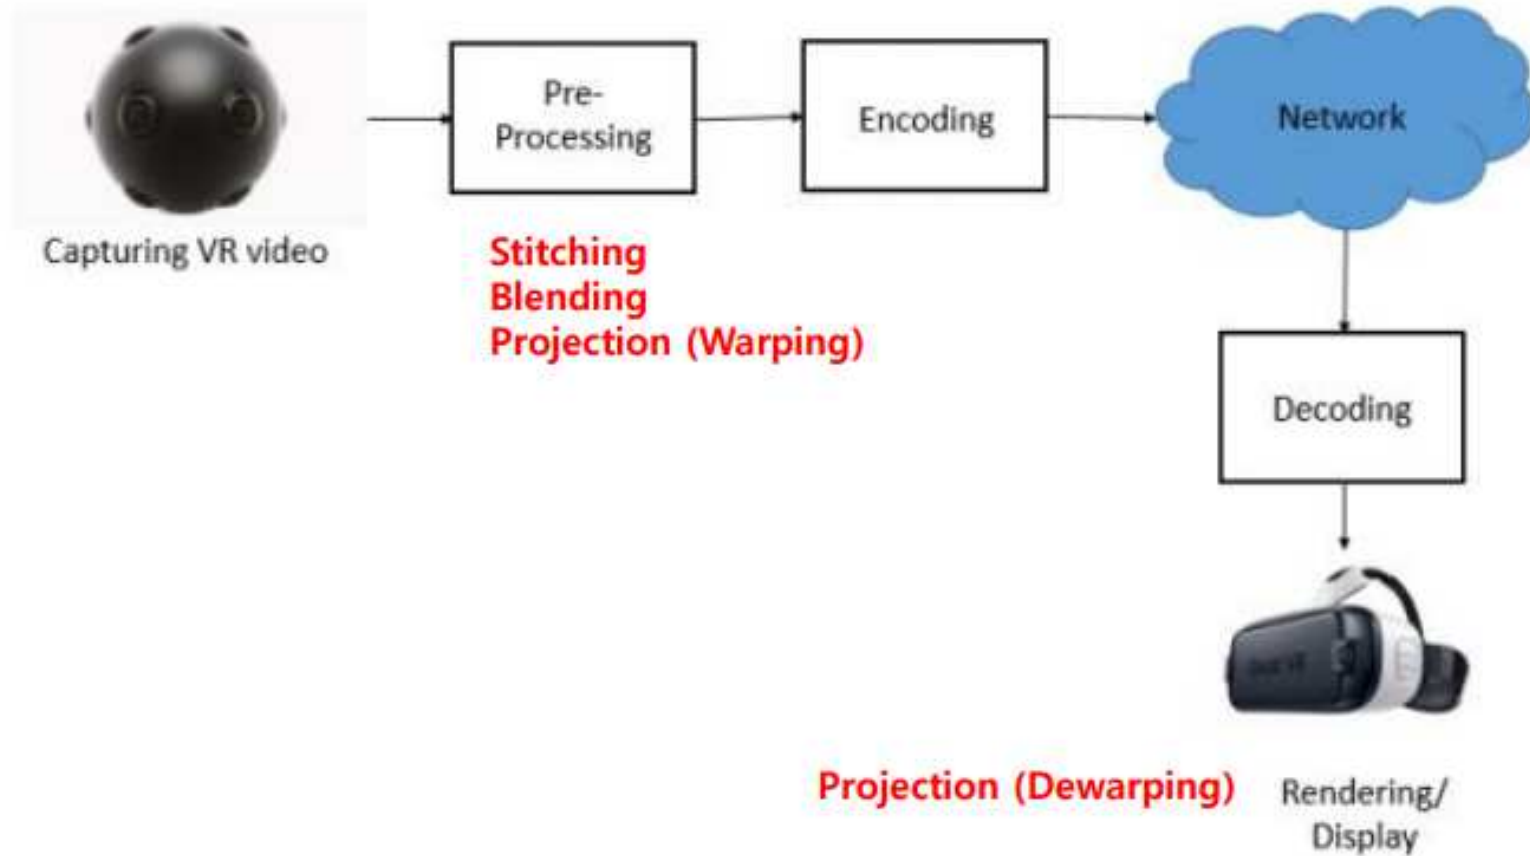 Pre-
Processing
Encoding
Network
Capturing VR video
Stitching
Blending
Projection (Warping)
Decoding
Projection (Dewarping)
Rendering/
Display